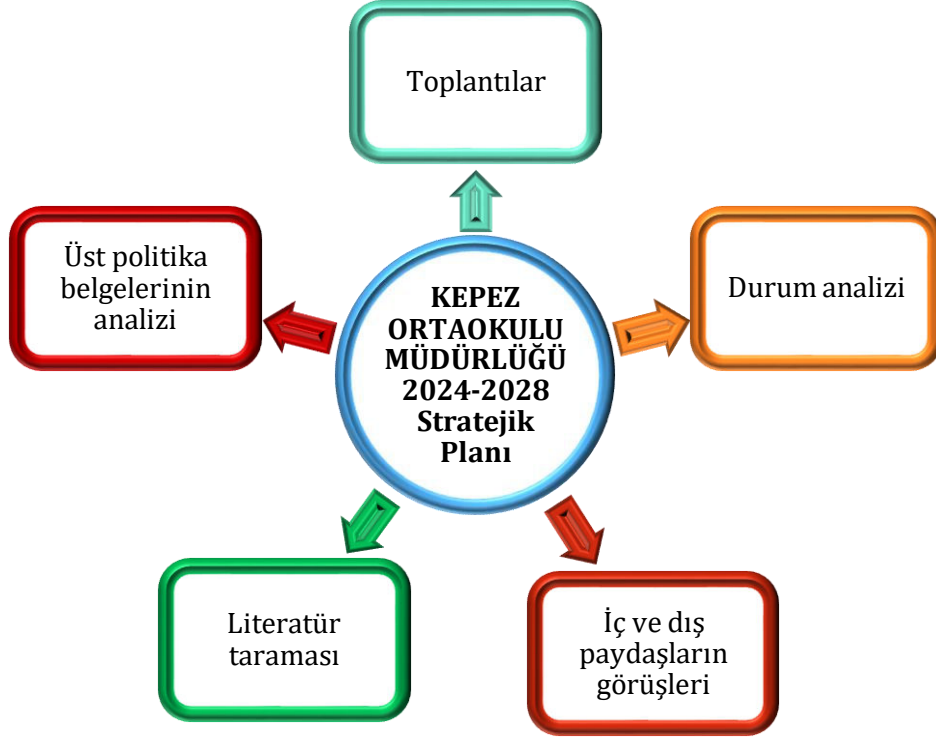 Toplantılar
Üst politika
belgelerinin
analizi
KEPEZ
ORTAOKULU
MÜDÜRLÜĞÜ
2024-2028
Stratejik
Planı
Durum analizi
Literatür
taraması
İç ve dış
paydaşların
görüşleri